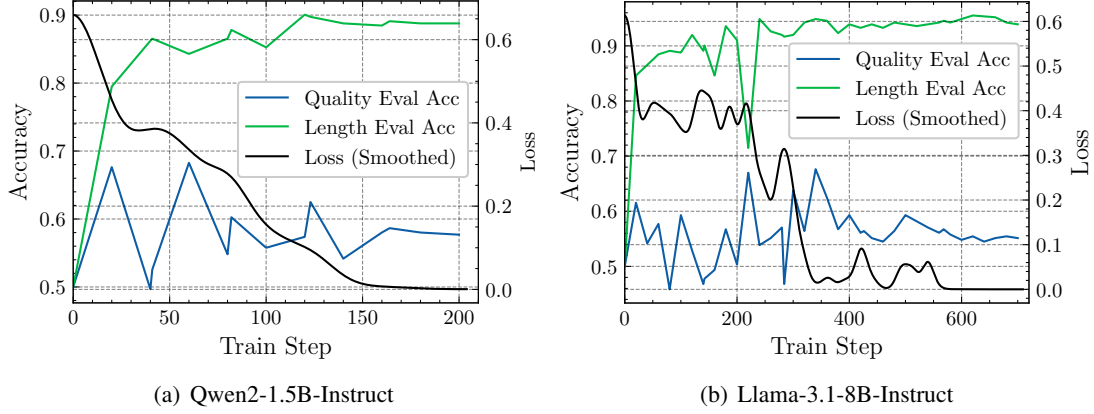 0.9
0.8
0.7
0.6
0.5
Accuracy
0.6
0.4
0.2
0.0
Loss
0
50
100
150
200
Train Step
Quality Eval Acc
Length Eval Acc
Loss (Smoothed)
(a) Qwen2-1.5B-Instruct
0.9
0.8
0.7
0.6
0.5
Accuracy
0.6
0.5
0.4
0.3
0.2
0.1
0.0
Loss
0
200
400
600
Train Step
Quality Eval Acc
Length Eval Acc
Loss (Smoothed)
(b) Llama-3.1-8B-Instruct